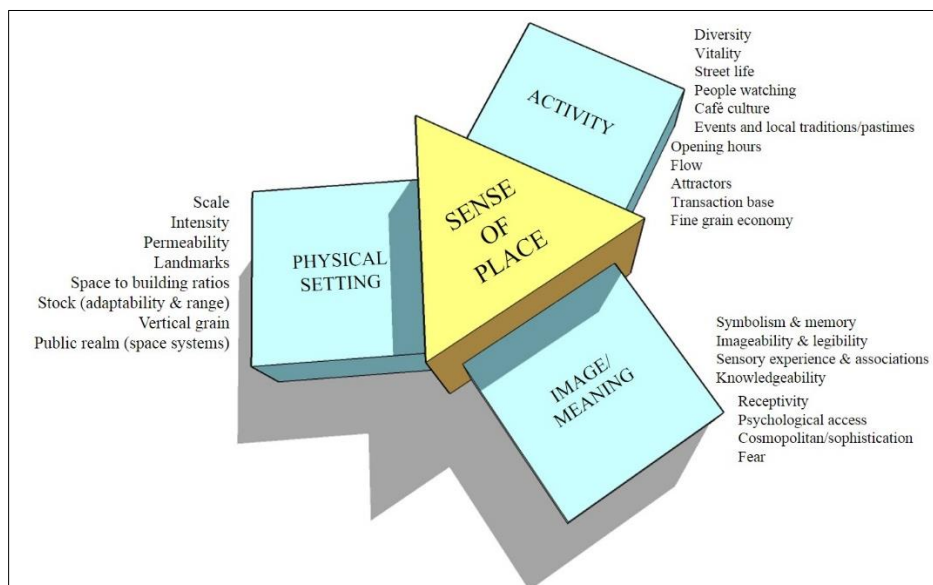 Diversity
Vitality
Street life
People watching
Café culture
Events and local traditions/pastimes
Opening hours
Flow
Attractors
Transaction base
Fine grain economy
ACTIVITY
SENSE
OF
PLACE
Scale
Intensity
Permeability
Landmarks
Space to building ratios
Stock (adaptability & range)
Vertical grain
Public realm (space systems)
PHYSICAL
SETTING
IMAGE/
MEANING
Symbolism & memory
Imageability & legibility
Sensory experience & associations
Knowledgeability
Receptivity
Psychological access
Cosmopolitan/sophistication
Fear